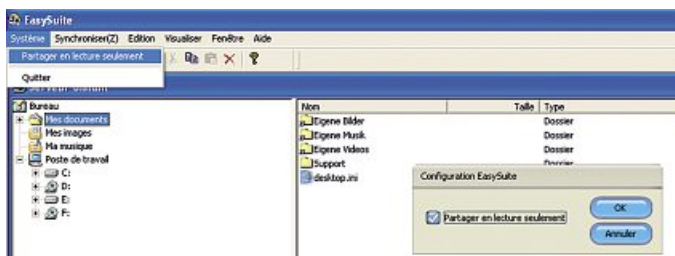 EasySuite
Système Synchroniser(Z) Edition Visualiser Fenêtre Aide
Partager en lecture seulement
Quitter
Bureau
Mes documents
Mes images
Ma musique
Poste de travail
C:
D:
E:
F:
Nom Taille Type
Eigene Bilder Dossier
Eigene Musik Dossier
Eigene Videos Dossier
Support Dossier
desktop.ini
Configuration EasySuite
Partager en lecture seulement
OK
Annuler